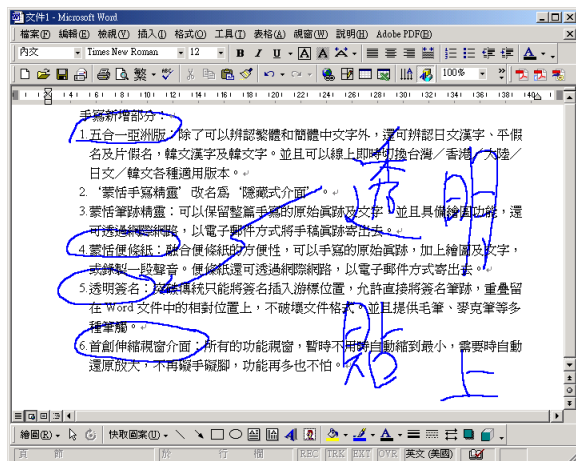 文件1 - Microsoft Word
檔案(F) 編輯(E) 檢視(V) 插入(I) 格式(O) 工具(T) 表格(A) 視窗(W) 說明(H) Adobe PDF(B)
內文 Times New Roman 12 B I U A A
100%
手寫新增部分：
1.五合一亞洲版：除了可以辨認繁體和簡體中文字外，還可辨認日文漢字、平假
名及片假名，韓文漢字及韓文字。並且可以線上即時切換台灣／香港／大陸／
日文／韓文各種適用版本。
2.‘蒙恬手寫精靈’改名為‘隱藏式介面’。
3.蒙恬筆跡精靈：可以保留整篇手寫的原始真跡及文字，並且具備繪圖功能，還
可透過網際網路，以電子郵件方式將手稿真跡寄出去。
4.蒙恬便條紙：融合便條紙的方便性，可以手寫的原始真跡，加上繪圖及文字，
或錄製一段聲音。便條紙還可透過網際網路，以電子郵件方式寄出去。
5.透明簽名：突破傳統只能將簽名插入游標位置，允許直接將簽名筆跡，重疊留
在 Word 文件中的相對位置上，不破壞文件格式。並且提供毛筆、麥克筆等多
種筆觸。
6.首創伸縮視窗介面：所有的功能視窗，暫時不用時自動縮到最小，需要時自動
還原放大，不再礙手礙腳，功能再多也不怕。
透明
貼上
繪圖(R) 快取圖案(U)
頁 節 於 行 欄 REC TRK EXT OVR 英文 (美國)